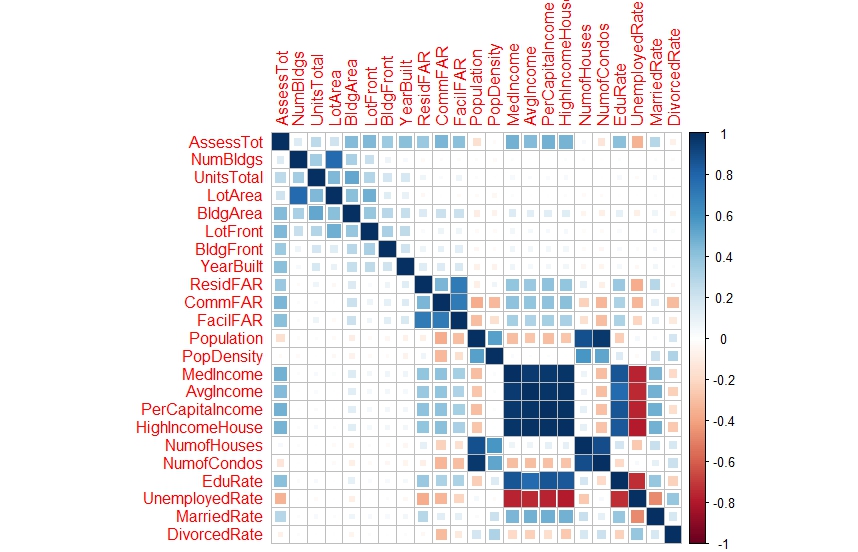 AssessTot
NumBldgs
UnitsTotal
LotArea
BldgArea
LotFront
BldgFront
YearBuilt
ResidFAR
CommFAR
FacilFAR
Population
PopDensity
MedIncome
AvgIncome
PerCapitaIncome
HighIncomeHouse
NumofHouses
NumofCondos
EduRate
UnemployedRate
MarriedRate
DivorcedRate
AssessTot
NumBldgs
UnitsTotal
LotArea
BldgArea
LotFront
BldgFront
YearBuilt
ResidFAR
CommFAR
FacilFAR
Population
PopDensity
MedIncome
AvgIncome
PerCapitaIncome
HighIncomeHouse
NumofHouses
NumofCondos
EduRate
UnemployedRate
MarriedRate
DivorcedRate
1
0.8
0.6
0.4
0.2
0
-0.2
-0.4
-0.6
-0.8
-1